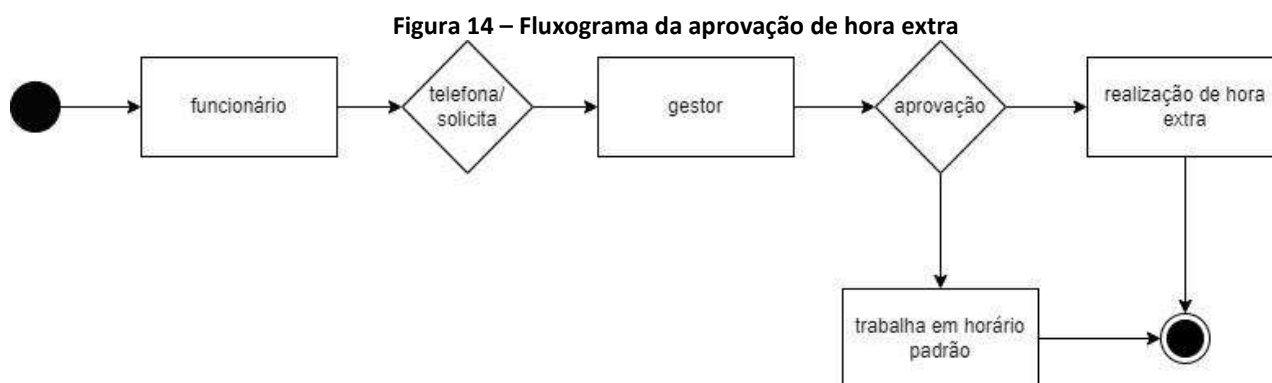 Figura 14 – Fluxograma da aprovação de hora extra
funcionário
telefona/
solicita
gestor
aprovação
realização de hora
extra
trabalha em horário
padrão